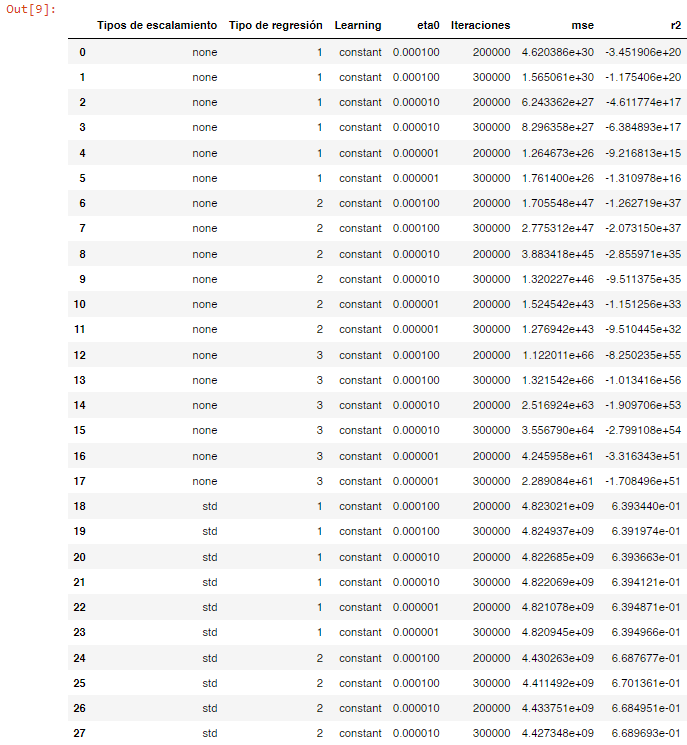 Out[9]:
Tipos de escalamiento Tipo de regresión Learning eta0 Iteraciones mse r2
0 none 1 constant 0.000100 200000 4.620386e+30 -3.451906e+20
1 none 1 constant 0.000100 300000 1.565061e+30 -1.175406e+20
2 none 1 constant 0.000010 200000 6.243362e+27 -4.611774e+17
3 none 1 constant 0.000010 300000 8.296358e+27 -6.384893e+17
4 none 1 constant 0.000001 200000 1.264673e+26 -9.216813e+15
5 none 1 constant 0.000001 300000 1.761400e+26 -1.310978e+16
6 none 2 constant 0.000100 200000 1.705548e+47 -1.262719e+37
7 none 2 constant 0.000100 300000 2.775312e+47 -2.073150e+37
8 none 2 constant 0.000010 200000 3.883418e+45 -2.855971e+35
9 none 2 constant 0.000010 300000 1.320227e+46 -9.511375e+35
10 none 2 constant 0.000001 200000 1.524542e+43 -1.151256e+33
11 none 2 constant 0.000001 300000 1.276942e+43 -9.510445e+32
12 none 3 constant 0.000100 200000 1.122011e+66 -8.250235e+55
13 none 3 constant 0.000100 300000 1.321542e+66 -1.013416e+56
14 none 3 constant 0.000010 200000 2.516924e+63 -1.909706e+53
15 none 3 constant 0.000010 300000 3.556790e+64 -2.799108e+54
16 none 3 constant 0.000001 200000 4.245958e+61 -3.316343e+51
17 none 3 constant 0.000001 300000 2.289084e+61 -1.708496e+51
18 std 1 constant 0.000100 200000 4.823021e+09 6.393440e-01
19 std 1 constant 0.000100 300000 4.824937e+09 6.391974e-01
20 std 1 constant 0.000010 200000 4.822685e+09 6.393663e-01
21 std 1 constant 0.000010 300000 4.822069e+09 6.394121e-01
22 std 1 constant 0.000001 200000 4.821078e+09 6.394871e-01
23 std 1 constant 0.000001 300000 4.820945e+09 6.394966e-01
24 std 2 constant 0.000100 200000 4.430263e+09 6.687677e-01
25 std 2 constant 0.000100 300000 4.411492e+09 6.701361e-01
26 std 2 constant 0.000010 200000 4.433751e+09 6.684951e-01
27 std 2 constant 0.000010 300000 4.427348e+09 6.689693e-01